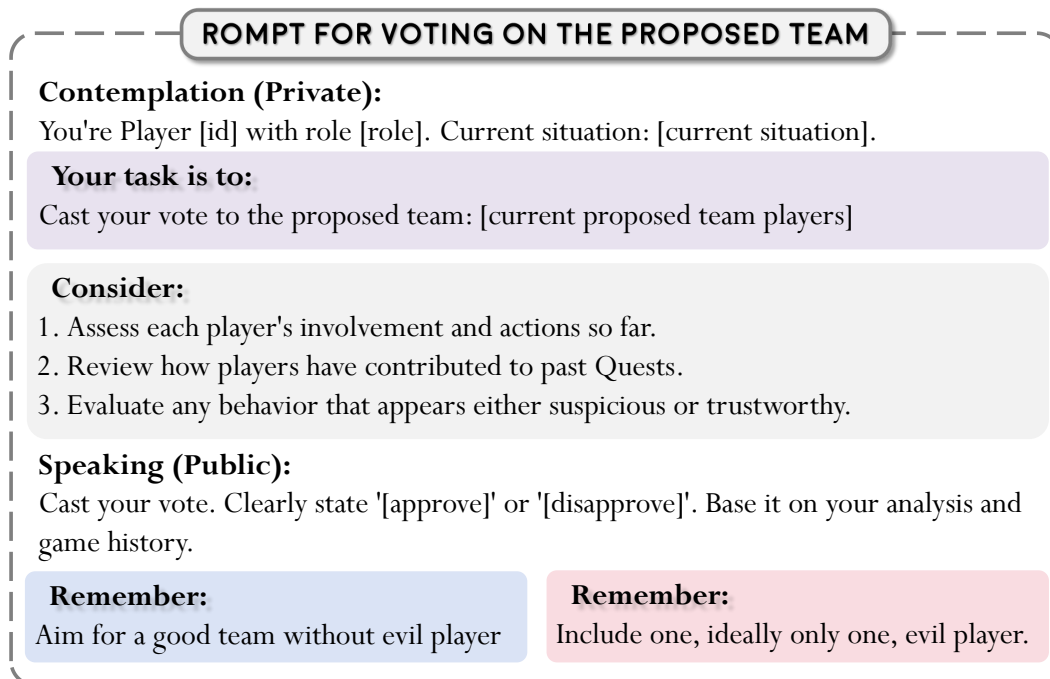 ROMPT FOR VOTING ON THE PROPOSED TEAM
Contemplation (Private):
You're Player [id] with role [role]. Current situation: [current situation].
Your task is to:
Cast your vote to the proposed team: [current proposed team players]
Consider:
1. Assess each player's involvement and actions so far.
2. Review how players have contributed to past Quests.
3. Evaluate any behavior that appears either suspicious or trustworthy.
Speaking (Public):
Cast your vote. Clearly state '[approve]' or '[disapprove]'. Base it on your analysis and
game history.
Remember:
Aim for a good team without evil player
Remember:
Include one, ideally only one, evil player.